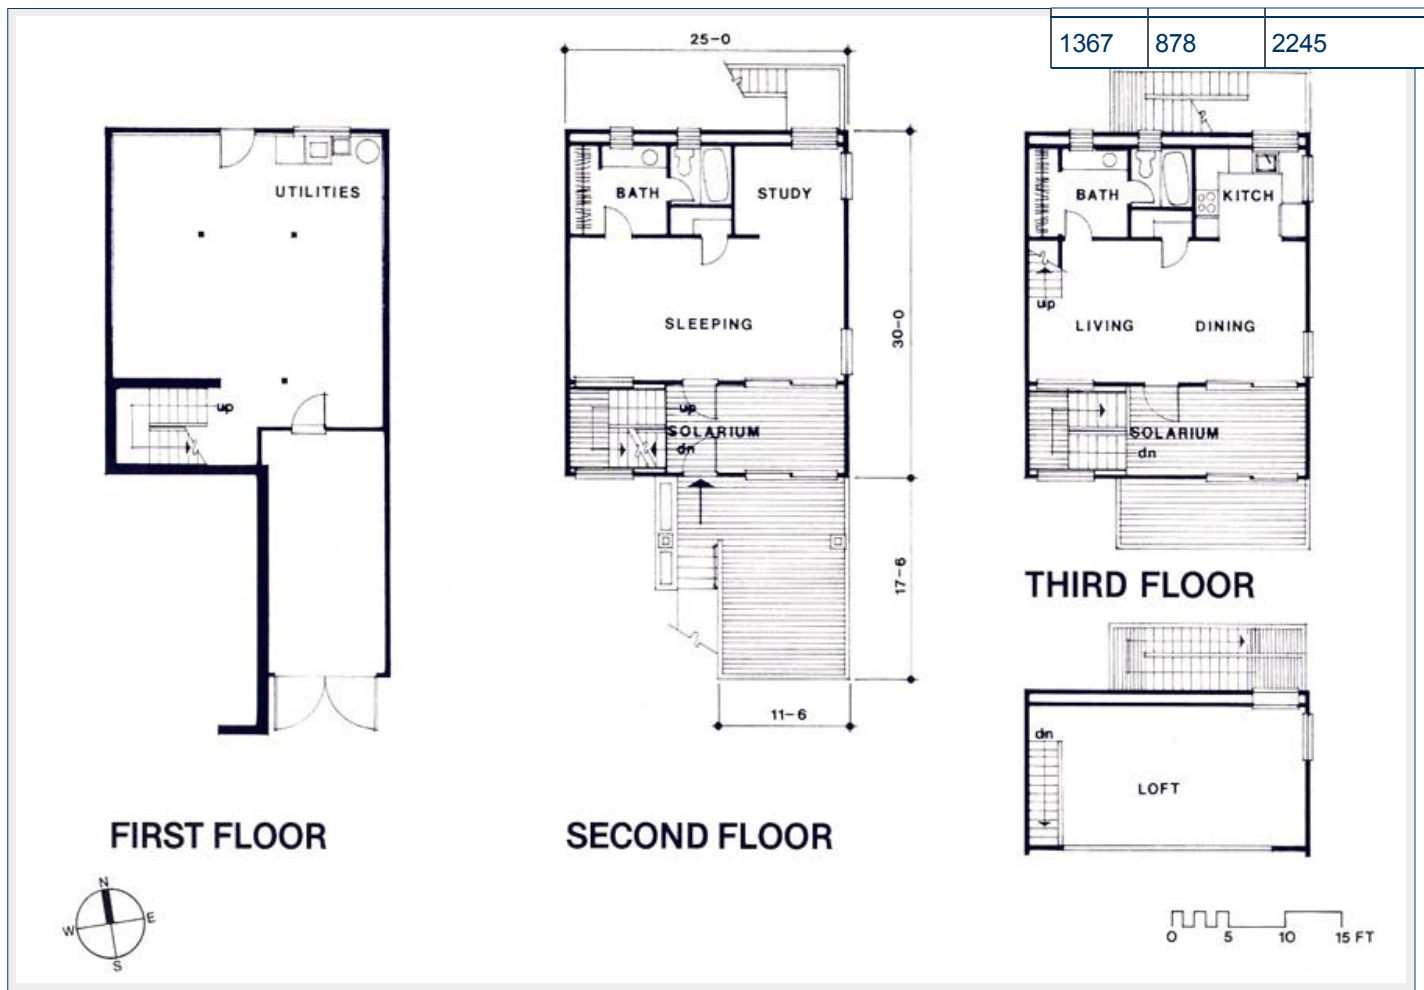 1367 878 2245
25-0
UTILITIES
BATH
STUDY
BATH
KITCH
SLEEPING
30-0
up
LIVING
DINING
up
up
SOLARIUM
dn
SOLARIUM
dn
17-6
THIRD FLOOR
11-6
dn
LOFT
FIRST FLOOR
SECOND FLOOR
N
W
E
S
0 5 10 15 FT